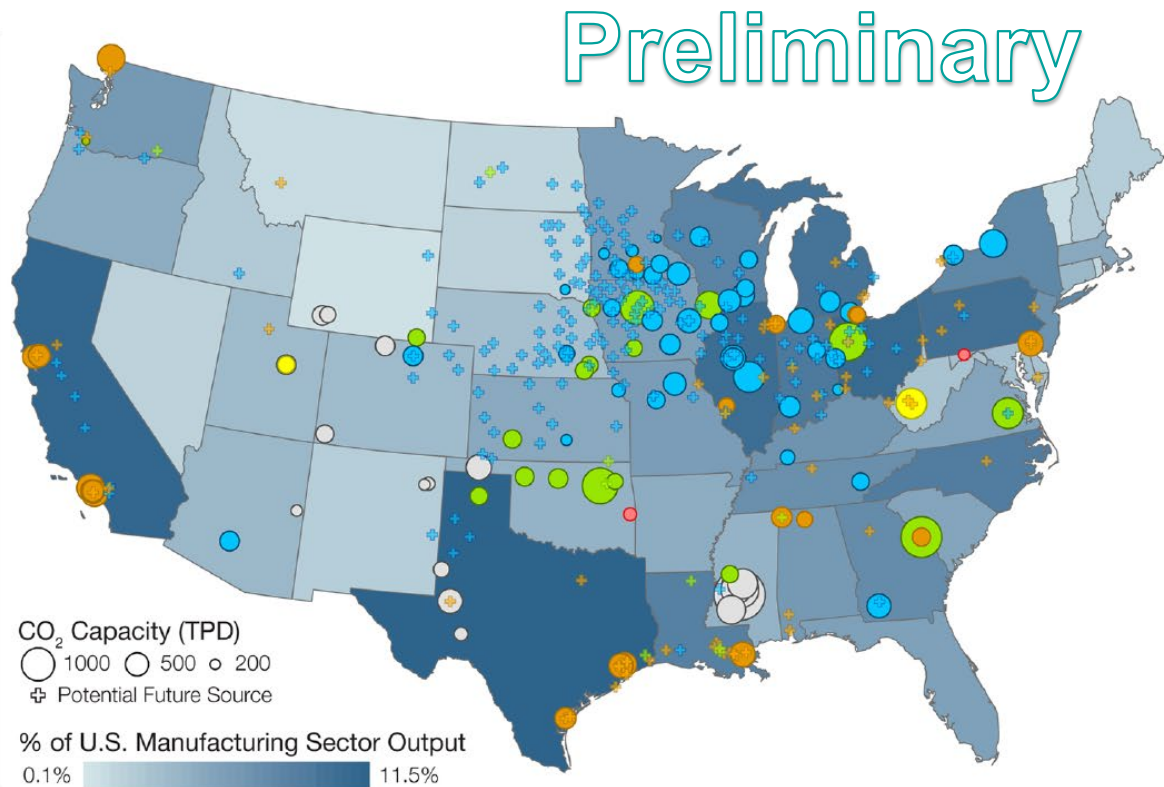 Preliminary
CO₂ Capacity (TPD)
1000 500 200
Potential Future Source
% of U.S. Manufacturing Sector Output
0.1% 11.5%